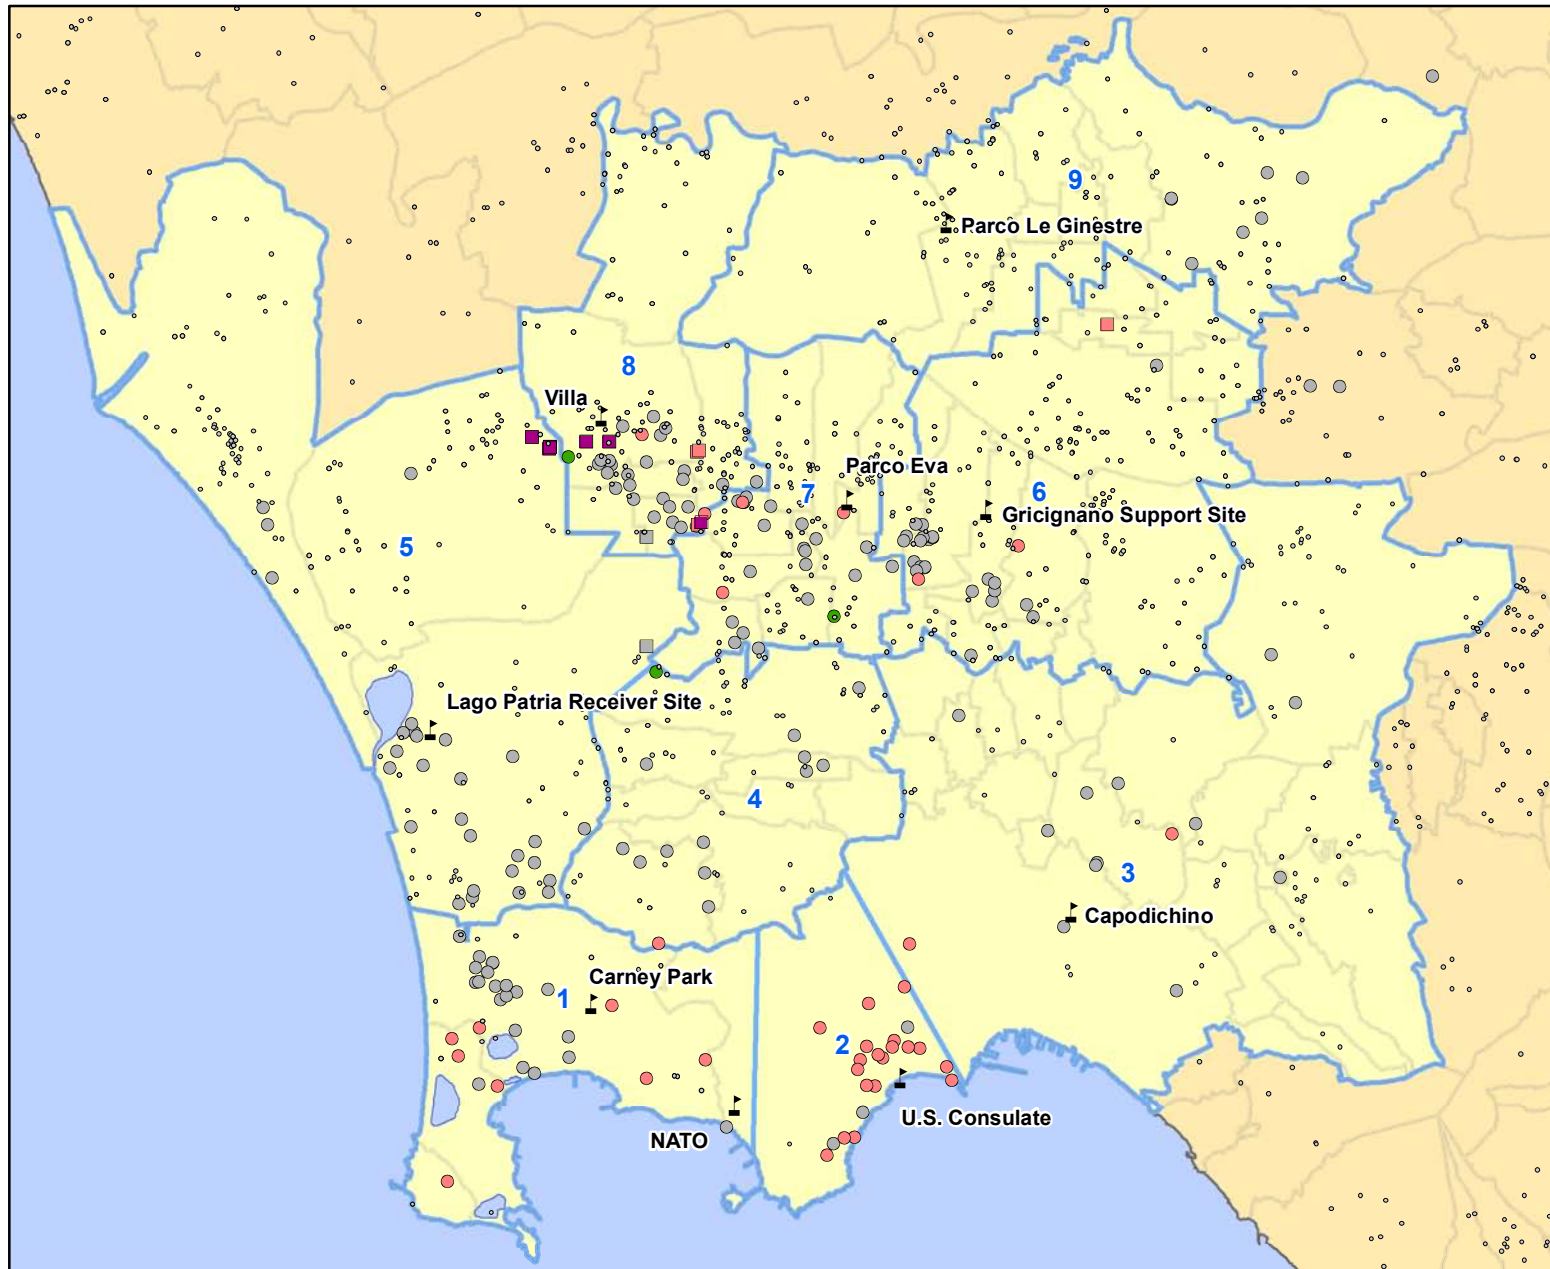 9
Parco Le Ginestre
8
Villa
Parco Eva
7
6
Gricignano Support Site
5
Lago Patria Receiver Site
4
3
Capodichino
Carney Park
1
2
U.S. Consulate
NATO